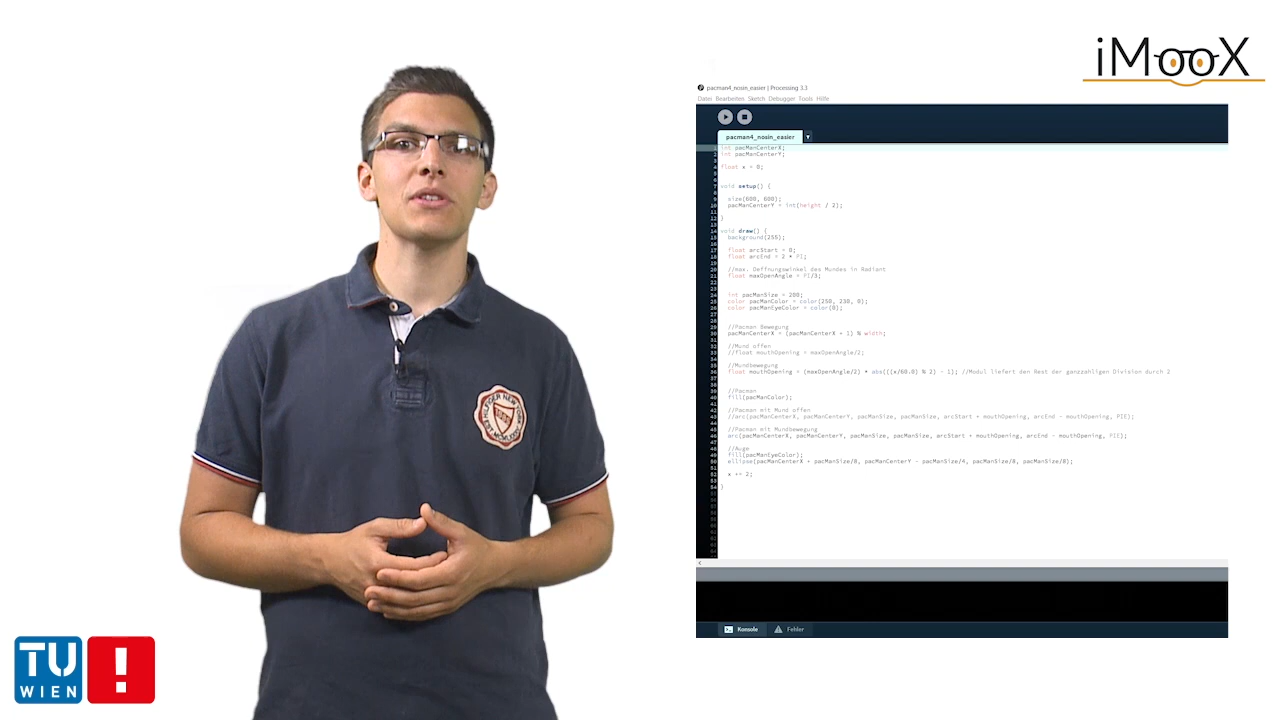 iMooX
pacman4_nosin_easier | Processing 3.3
Datei Bearbeiten Sketch Debugger Tools Hilfe
pacman4_nosin_easier
int pacManCenterX;
int pacManCenterY;
float x = 0;
void setup() {
size(600, 600);
pacManCenterY = int(height / 2);
}
void draw() {
background(255);
float arcStart = 0;
float arcEnd = 2 * PI;
//max. Oeffnungswinkel des Mundes in Radiant
float maxOpenAngle = PI/3;
int pacManSize = 200;
color pacManColor = color(250, 230, 0);
color pacManEyeColor = color(0);
//Pacman Bewegung
pacManCenterX = (pacManCenterX + 1) % width;
//Mund offen
//float mouthOpening = maxOpenAngle/2;
//Mundbewegung
float mouthOpening = (maxOpenAngle/2) * abs(((x/60.0) % 2) - 1); //Modul liefert den Rest der ganzzahligen Division durch 2
//Pacman
fill(pacManColor);
//Pacman mit Mund offen
//arc(pacManCenterX, pacManCenterY, pacManSize, pacManSize, arcStart + mouthOpening, arcEnd - mouthOpening, PIE);
//Pacman mit Mundbewegung
arc(pacManCenterX, pacManCenterY, pacManSize, pacManSize, arcStart + mouthOpening, arcEnd - mouthOpening, PIE);
//Auge
fill(pacManEyeColor);
ellipse(pacManCenterX + pacManSize/8, pacManCenterY - pacManSize/4, pacManSize/8, pacManSize/8);
x += 2;
}
Konsole Fehler
TU
WIEN
!